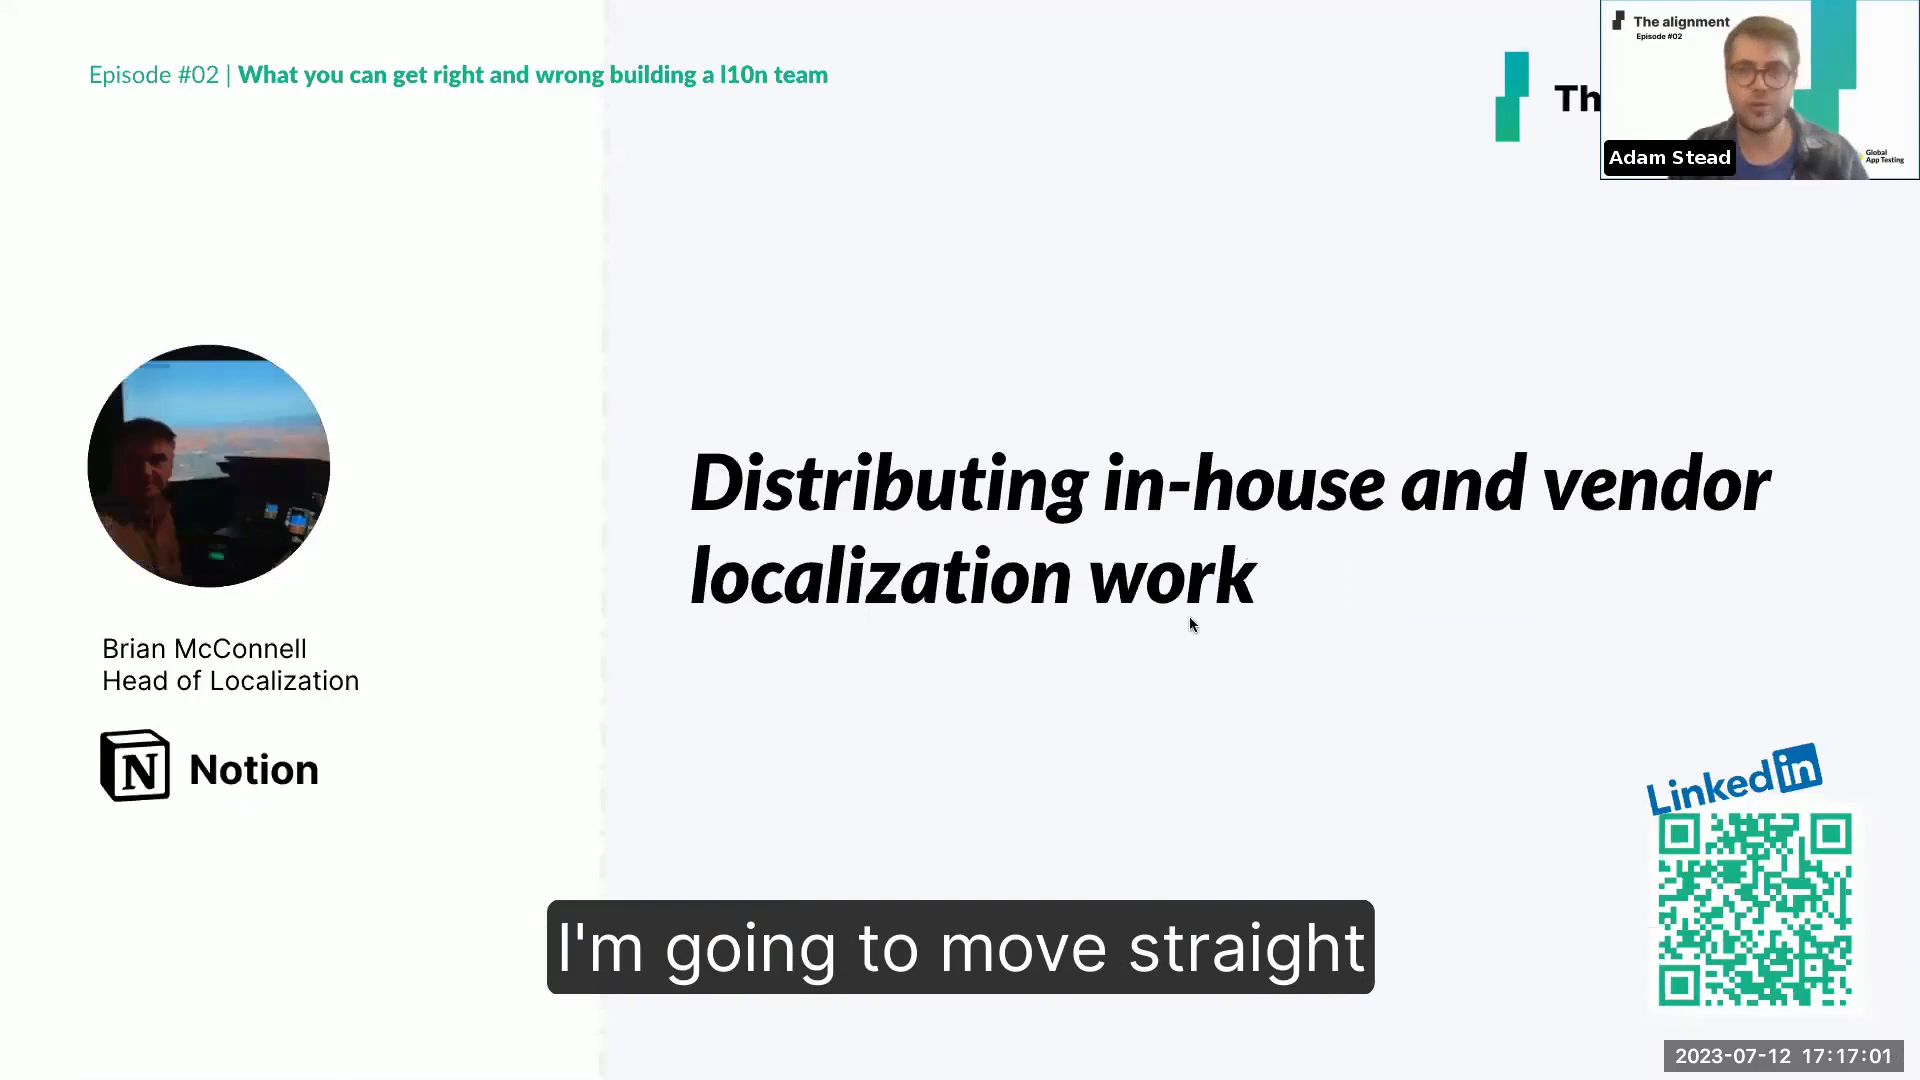 Episode #02 | What you can get right and wrong building a l10n team
Th
The alignment
Episode #02
Adam Stead
Global
App Testing
Distributing in-house and vendor
localization work
Brian McConnell
Head of Localization
N
Notion
Linked in
I'm going to move straight
2023-07-12 17:17:01